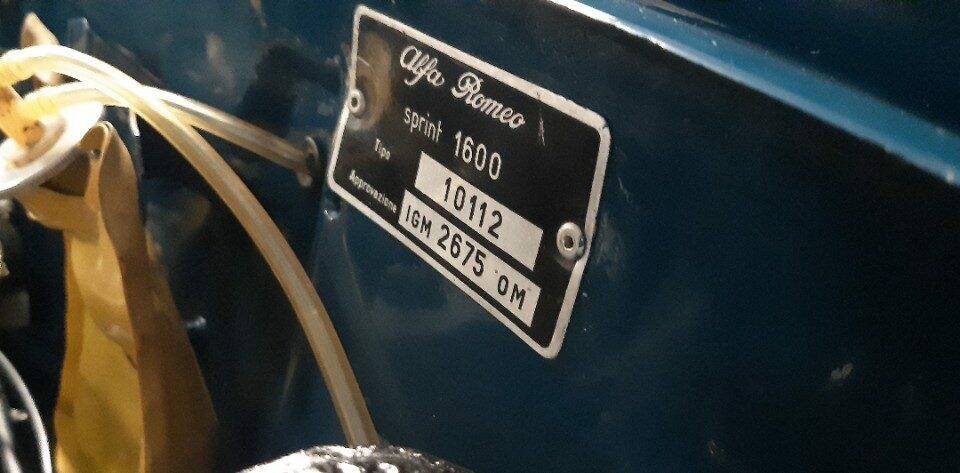 Alfa Romeo
sprint 1600
Tipo 10112
Approvazione IGM 2675 OM